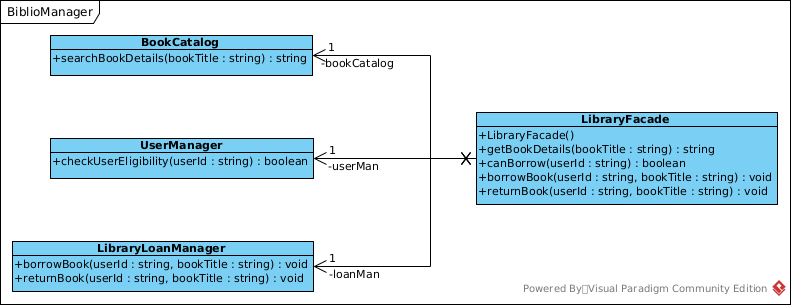 BiblioManager
BookCatalog
+searchBookDetails(bookTitle : string) : string
1
-bookCatalog
UserManager
+checkUserEligibility(userId : string) : boolean
1
-userMan
LibraryLoanManager
+borrowBook(userId : string, bookTitle : string) : void
+returnBook(userId : string, bookTitle : string) : void
1
-loanMan
LibraryFacade
+LibraryFacade()
+getBookDetails(bookTitle : string) : string
+canBorrow(userId : string) : boolean
+borrowBook(userId : string, bookTitle : string) : void
+returnBook(userId : string, bookTitle : string) : void
Powered By Visual Paradigm Community Edition